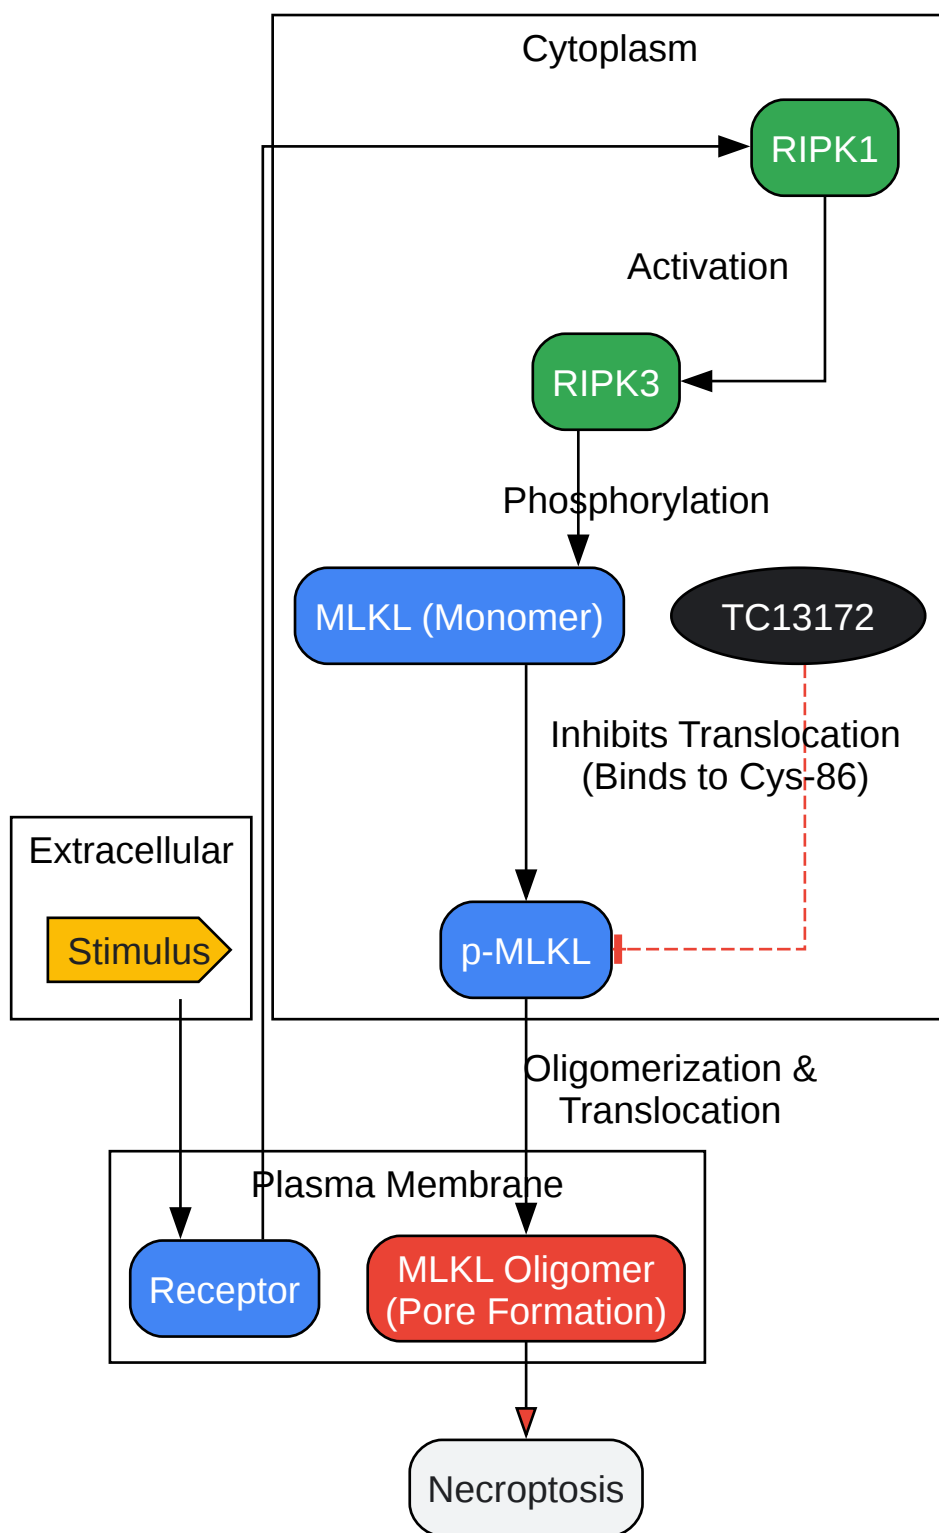 Cytoplasm
RIPK1
Activation
RIPK3
Phosphorylation
MLKL (Monomer)
TC13172
Inhibits Translocation
(Binds to Cys-86)
Extracellular
Stimulus
p-MLKL
Oligomerization &
Translocation
Plasma Membrane
Receptor
MLKL Oligomer
(Pore Formation)
Necroptosis